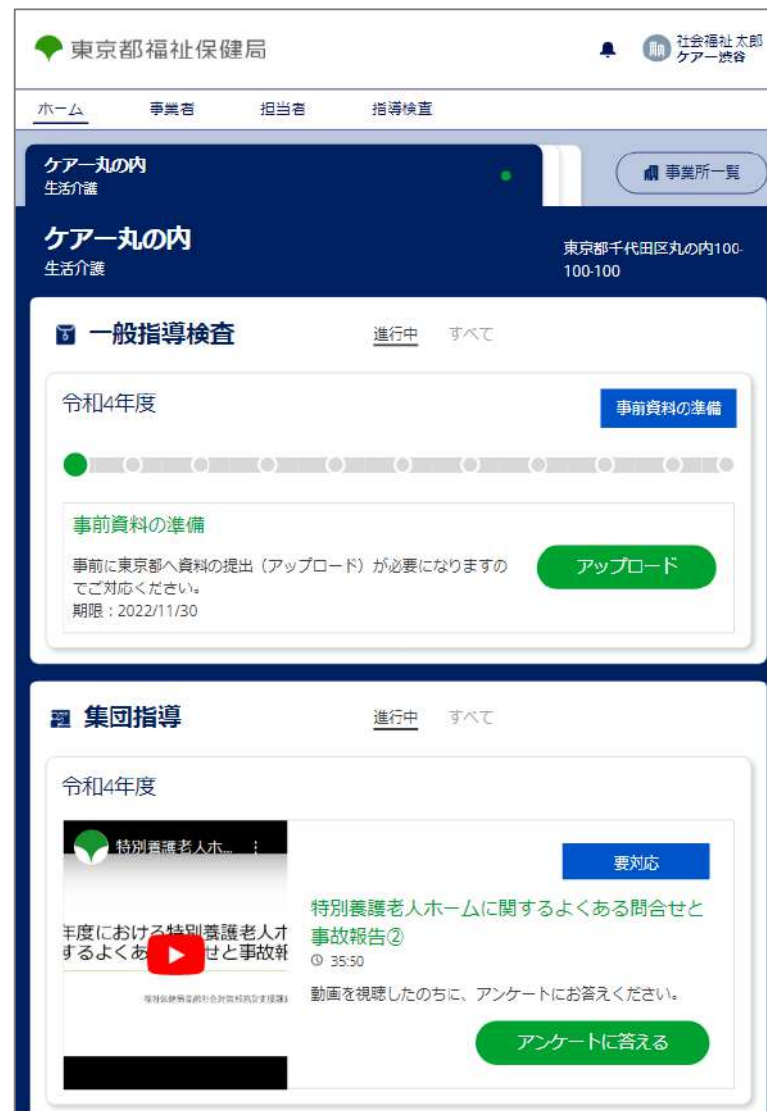 東京都福祉保健局
社会福祉 太郎
ケアー渋谷
ホーム 事業者 担当者 指導検査
ケアー丸の内
生活介護
事業所一覧
ケアー丸の内
生活介護
東京都千代田区丸の内100-
100-100
一般指導検査
進行中 すべて
令和4年度
事前資料の準備
事前資料の準備
事前に東京都へ資料の提出（アップロード）が必要になりますの
でご対応ください。
期限：2022/11/30
アップロード
集団指導
進行中 すべて
令和4年度
特別養護老人ホ...
年度における特別養護老人ホ
するよくあ せと事故報
要対応
特別養護老人ホームに関するよくある問合せと
事故報告②
35:50
動画を視聴したのちに、アンケートにお答えください。
アンケートに答える